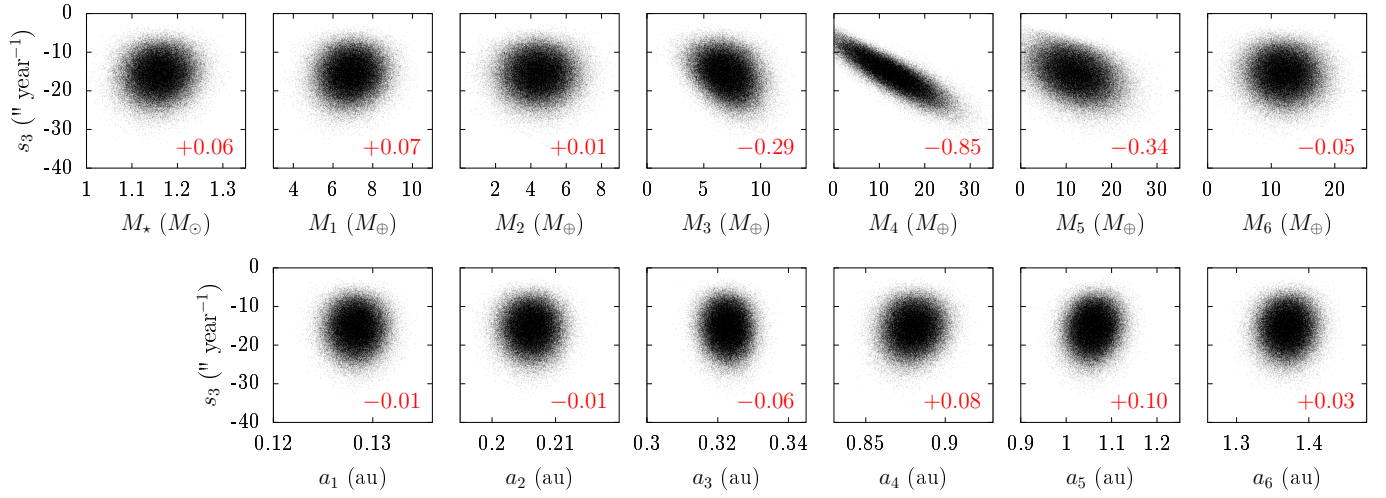 0
-10
-20
-30
-40
s₃ (" year⁻¹)
+0.06
+0.07
+0.01
−0.29
−0.85
−0.34
−0.05
1 1.1 1.2 1.3
4 6 8 10
2 4 6 8
0 5 10
0 10 20 30
0 10 20 30
0 10 20
M⋆ (M⊙)
M₁ (M⊕)
M₂ (M⊕)
M₃ (M⊕)
M₄ (M⊕)
M₅ (M⊕)
M₆ (M⊕)
0
-10
-20
-30
-40
s₃ (" year⁻¹)
−0.01
−0.01
−0.06
+0.08
+0.10
+0.03
0.12 0.13
0.2 0.21
0.3 0.32 0.34
0.85 0.9
0.9 1 1.1 1.2
1.3 1.4
a₁ (au)
a₂ (au)
a₃ (au)
a₄ (au)
a₅ (au)
a₆ (au)